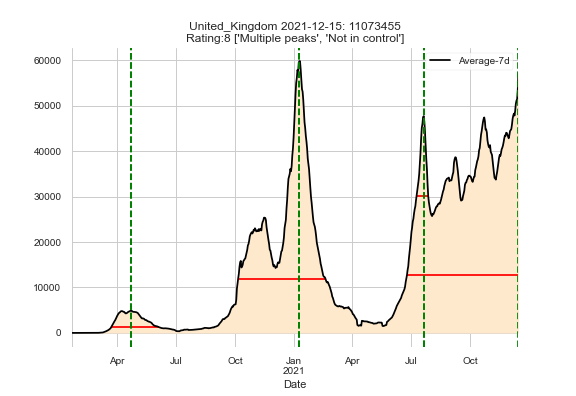 United_Kingdom 2021-12-15: 11073455
Rating:8 ['Multiple peaks', 'Not in control']
Average-7d
60000
50000
40000
30000
20000
10000
0
Apr Jul Oct Jan Apr Jul Oct
2021
Date